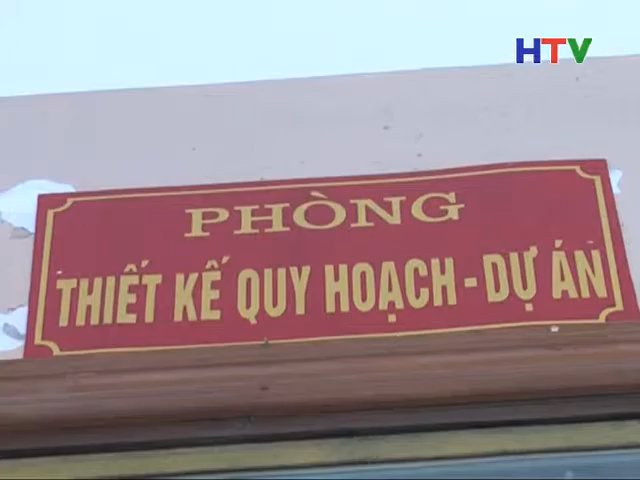 HTV
PHÒNG
THIẾT KẾ QUY HOẠCH - DỰ ÁN